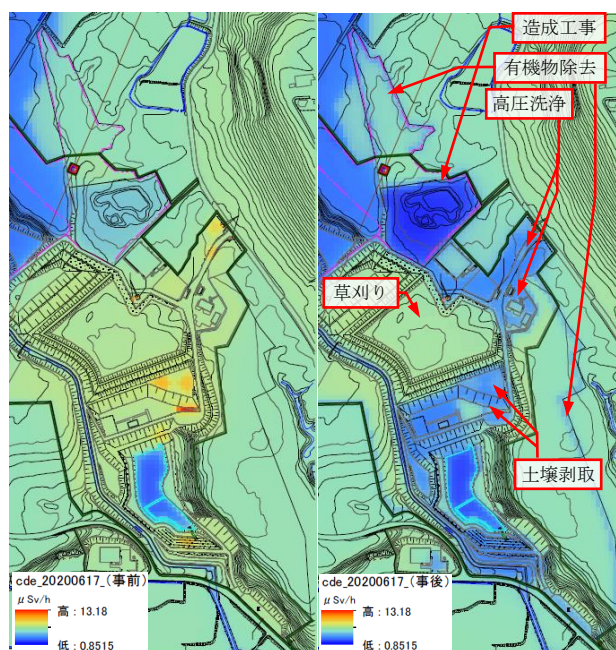 造成工事
有機物除去
高圧洗浄
草刈り
土壌剥取
cde_20200617_(事前)
μSv/h
高 : 13.18
低 : 0.8515
cde_20200617_(事後)
μSv/h
高 : 13.18
低 : 0.8515